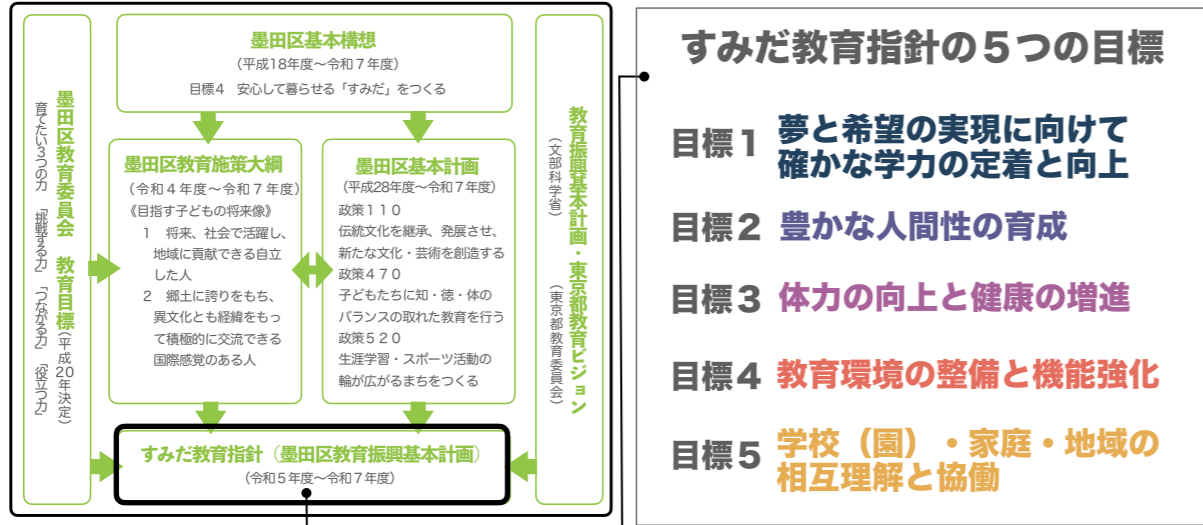 墨田区基本構想
（平成18年度～令和7年度）
目標4　安心して暮らせる「すみだ」をつくる
墨田区教育委員会　教育目標（平成20年決定）
育てたい3つの力　「挑戦する力」「つながる力」「役立つ力」
墨田区教育施策大綱
（令和4年度～令和7年度）
《目指す子どもの将来像》
1　将来、社会で活躍し、
地域に貢献できる自立
した人
2　郷土に誇りをもち、
異文化とも経緯をもっ
て積極的に交流できる
国際感覚のある人
墨田区基本計画
（平成28年度～令和7年度）
政策110
伝統文化を継承、発展させ、
新たな文化・芸術を創造する
政策470
子どもたちに知・徳・体の
バランスの取れた教育を行う
政策520
生涯学習・スポーツ活動の
輪が広がるまちをつくる
教育振興基本計画・東京都教育ビジョン
（文部科学省）　（東京都教育委員会）
すみだ教育指針（墨田区教育振興基本計画）
（令和5年度～令和7年度）
すみだ教育指針の5つの目標
目標1　夢と希望の実現に向けて
確かな学力の定着と向上
目標2　豊かな人間性の育成
目標3　体力の向上と健康の増進
目標4　教育環境の整備と機能強化
目標5　学校（園）・家庭・地域の
相互理解と協働